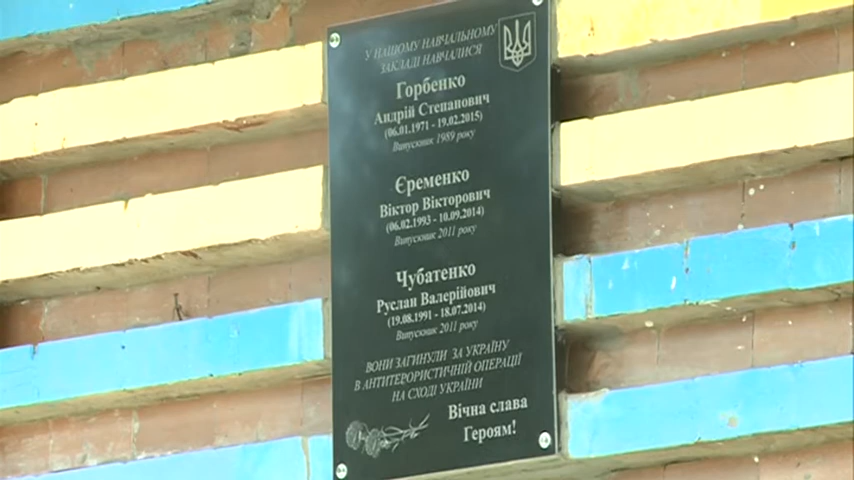 У НАШОМУ НАВЧАЛЬНОМУ
ЗАКЛАДІ НАВЧАЛИСЯ
Горбенко
Андрій Степанович
(06.01.1971 - 19.02.2015)
Випускник 1989 року
Єременко
Віктор Вікторович
(06.02.1993 - 10.09.2014)
Випускник 2011 року
Чубатенко
Руслан Валерійович
(19.08.1991 - 18.07.2014)
Випускник 2011 року
ВОНИ ЗАГИНУЛИ ЗА УКРАЇНУ
В АНТИТЕРОРИСТИЧНІЙ ОПЕРАЦІЇ
НА СХОДІ УКРАЇНИ
Вічна слава
Героям!